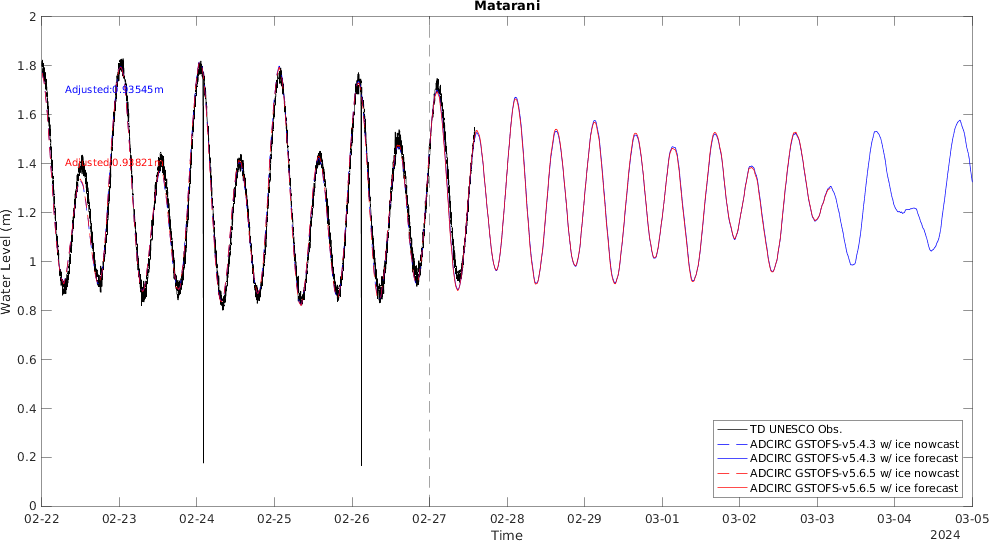 Matarani
2
1.8
1.6
1.4
1.2
1
0.8
0.6
0.4
0.2
0
Water Level (m)
Adjusted:0.93545m
Adjusted:0.93821m
TD UNESCO Obs.
ADCIRC GSTOFS-v5.4.3 w/ ice nowcast
ADCIRC GSTOFS-v5.4.3 w/ ice forecast
ADCIRC GSTOFS-v5.6.5 w/ ice nowcast
ADCIRC GSTOFS-v5.6.5 w/ ice forecast
02-22 02-23 02-24 02-25 02-26 02-27 02-28 02-29 03-01 03-02 03-03 03-04 03-05
Time
2024